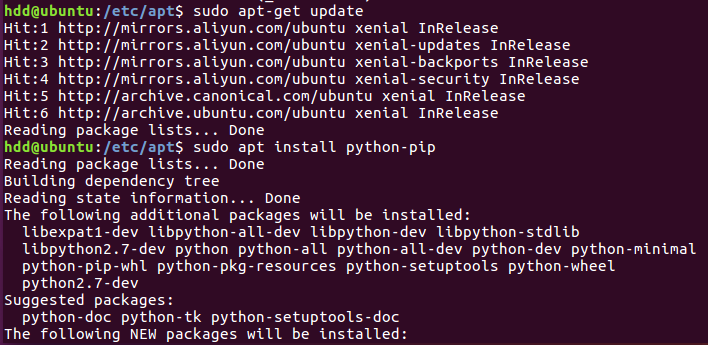 hdd@ubuntu:/etc/apt$ sudo apt-get update
Hit:1 http://mirrors.aliyun.com/ubuntu xenial InRelease
Hit:2 http://mirrors.aliyun.com/ubuntu xenial-updates InRelease
Hit:3 http://mirrors.aliyun.com/ubuntu xenial-backports InRelease
Hit:4 http://mirrors.aliyun.com/ubuntu xenial-security InRelease
Hit:5 http://archive.canonical.com/ubuntu xenial InRelease
Hit:6 http://archive.ubuntu.com/ubuntu xenial InRelease
Reading package lists... Done
hdd@ubuntu:/etc/apt$ sudo apt install python-pip
Reading package lists... Done
Building dependency tree
Reading state information... Done
The following additional packages will be installed:
  libexpat1-dev libpython-all-dev libpython-dev libpython-stdlib
  libpython2.7-dev python python-all python-all-dev python-dev python-minimal
  python-pip-whl python-pkg-resources python-setuptools python-wheel
  python2.7-dev
Suggested packages:
  python-doc python-tk python-setuptools-doc
The following NEW packages will be installed: